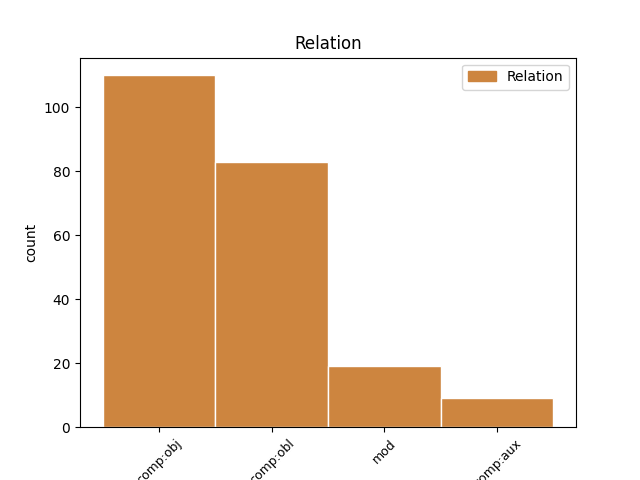 Relation
Relation
count
100
80
60
40
20
0
comp:obj
comp:obl
mod
comp:aux